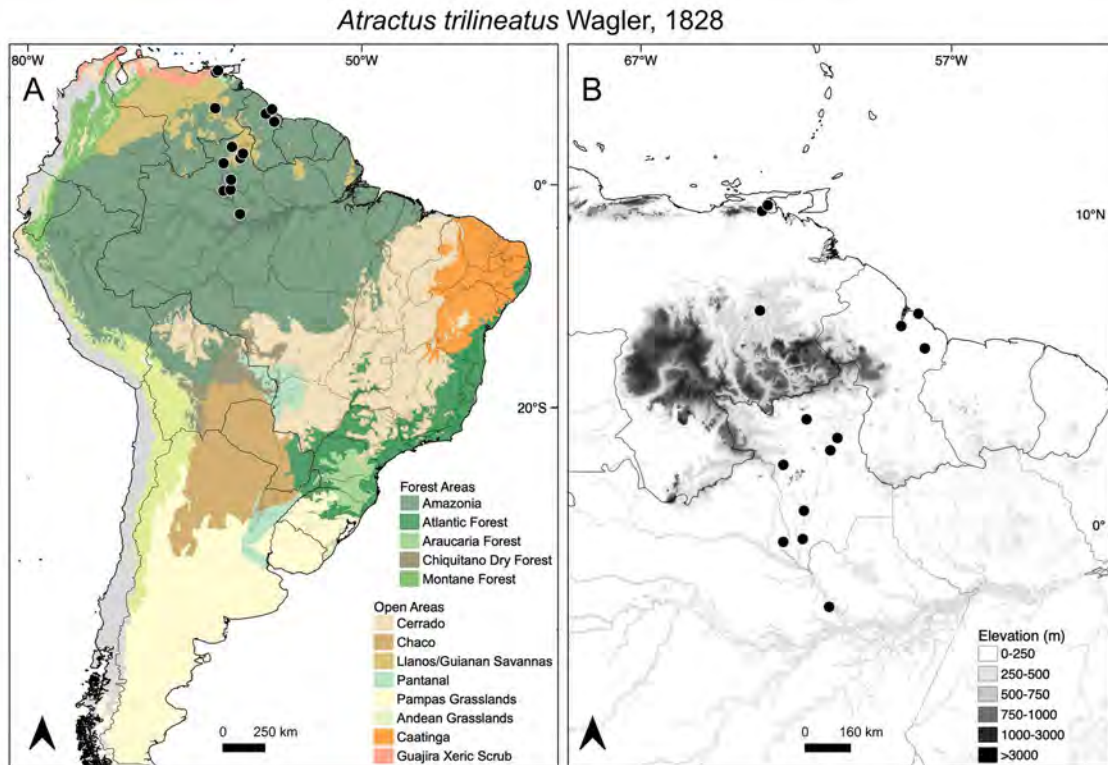 Atractus trilineatus Wagler, 1828
80°W
50°W
A
0°
20°S
Forest Areas
Amazonia
Atlantic Forest
Araucaria Forest
Chiquitano Dry Forest
Montane Forest
Open Areas
Cerrado
Chaco
Llanos/Guianan Savannas
Pantanal
Pampas Grasslands
Andean Grasslands
Caatinga
Guajira Xeric Scrub
0 250 km
67°W
57°W
B
10°N
0°
Elevation (m)
0-250
250-500
500-750
750-1000
1000-3000
>3000
0 160 km